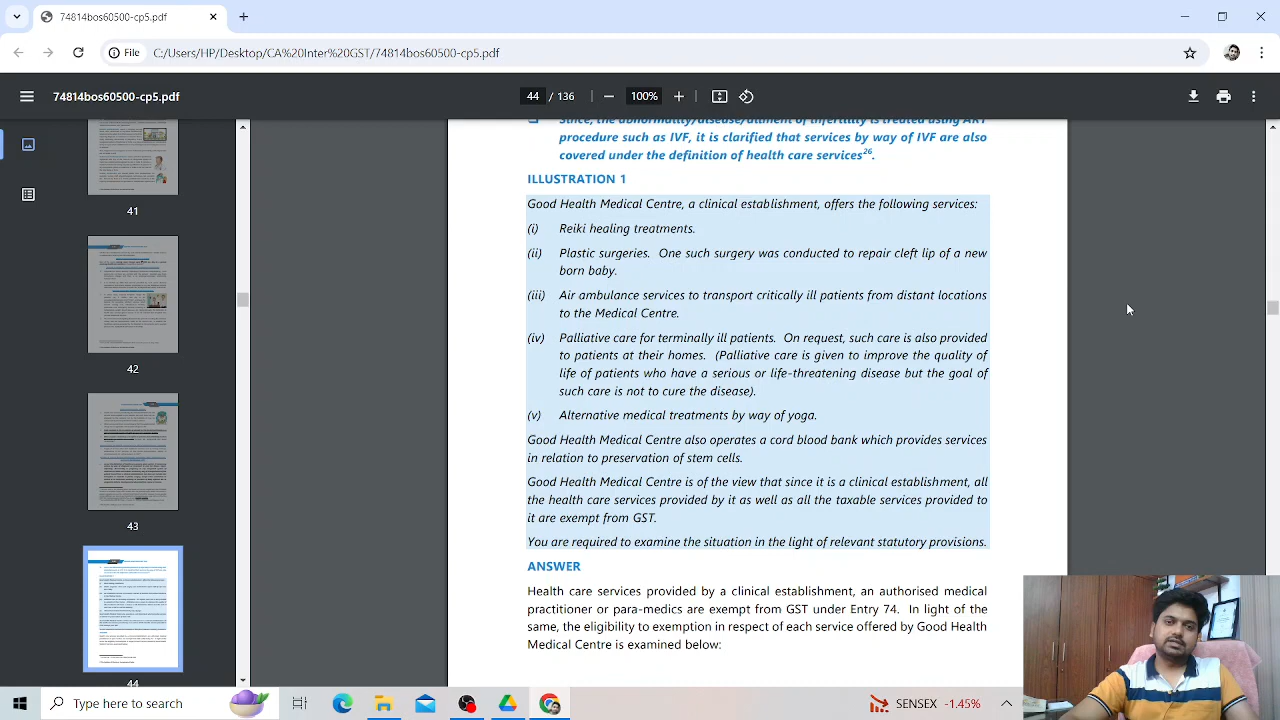 74814bos60500-cp5.pdf
File C:/Users/HP/Desktop/CA%20Inter%20GST/74814bos60500-cp5.pdf
74814bos60500-cp5.pdf 44 / 136 100%
procedure such as IVF, it is clarified that services by way of IVF are also
covered under the definition of health care services26.
ILLUSTRATION 1
Good Health Medical Centre, a clinical establishment, offers the following services:
(i) Reiki healing treatments.
surgeries. One such surgery was conducted to repair cleft lip of a new
born baby.
Air ambulance services to transport critically ill patients from distant locations
to the Medical Centre.
Palliative care for terminally ill patients. On request, such care is also provided
to patients at their homes. (Palliative care is given to improve the quality of
life of patients who have a serious or life-threatening disease but the goal of
such care is not to cure the disease).
Alternative medical treatments by way of yoga.
Good Health Medical Centre also operates a cord blood bank which provides services
in relation to preservation of stem cells.
Good Health Medical Centre is of the view that since it is a clinical establishment, all
the health care services provided by it as well as all the taxable services provided to
it are exempt from GST.
You are required to examine the situation in the light of relevant statutory provisions.
ANSWER
Health care services provided by a clinical establishment, an authorised medical
practitioner or para-medics are exempt from GST vide entry 74. In light of the
same, the eligibility to exemption in respect of each service offered by Good Health
Medical Centre is examined below
41
42
43
44
Type here to search
SENSEX -1.45%